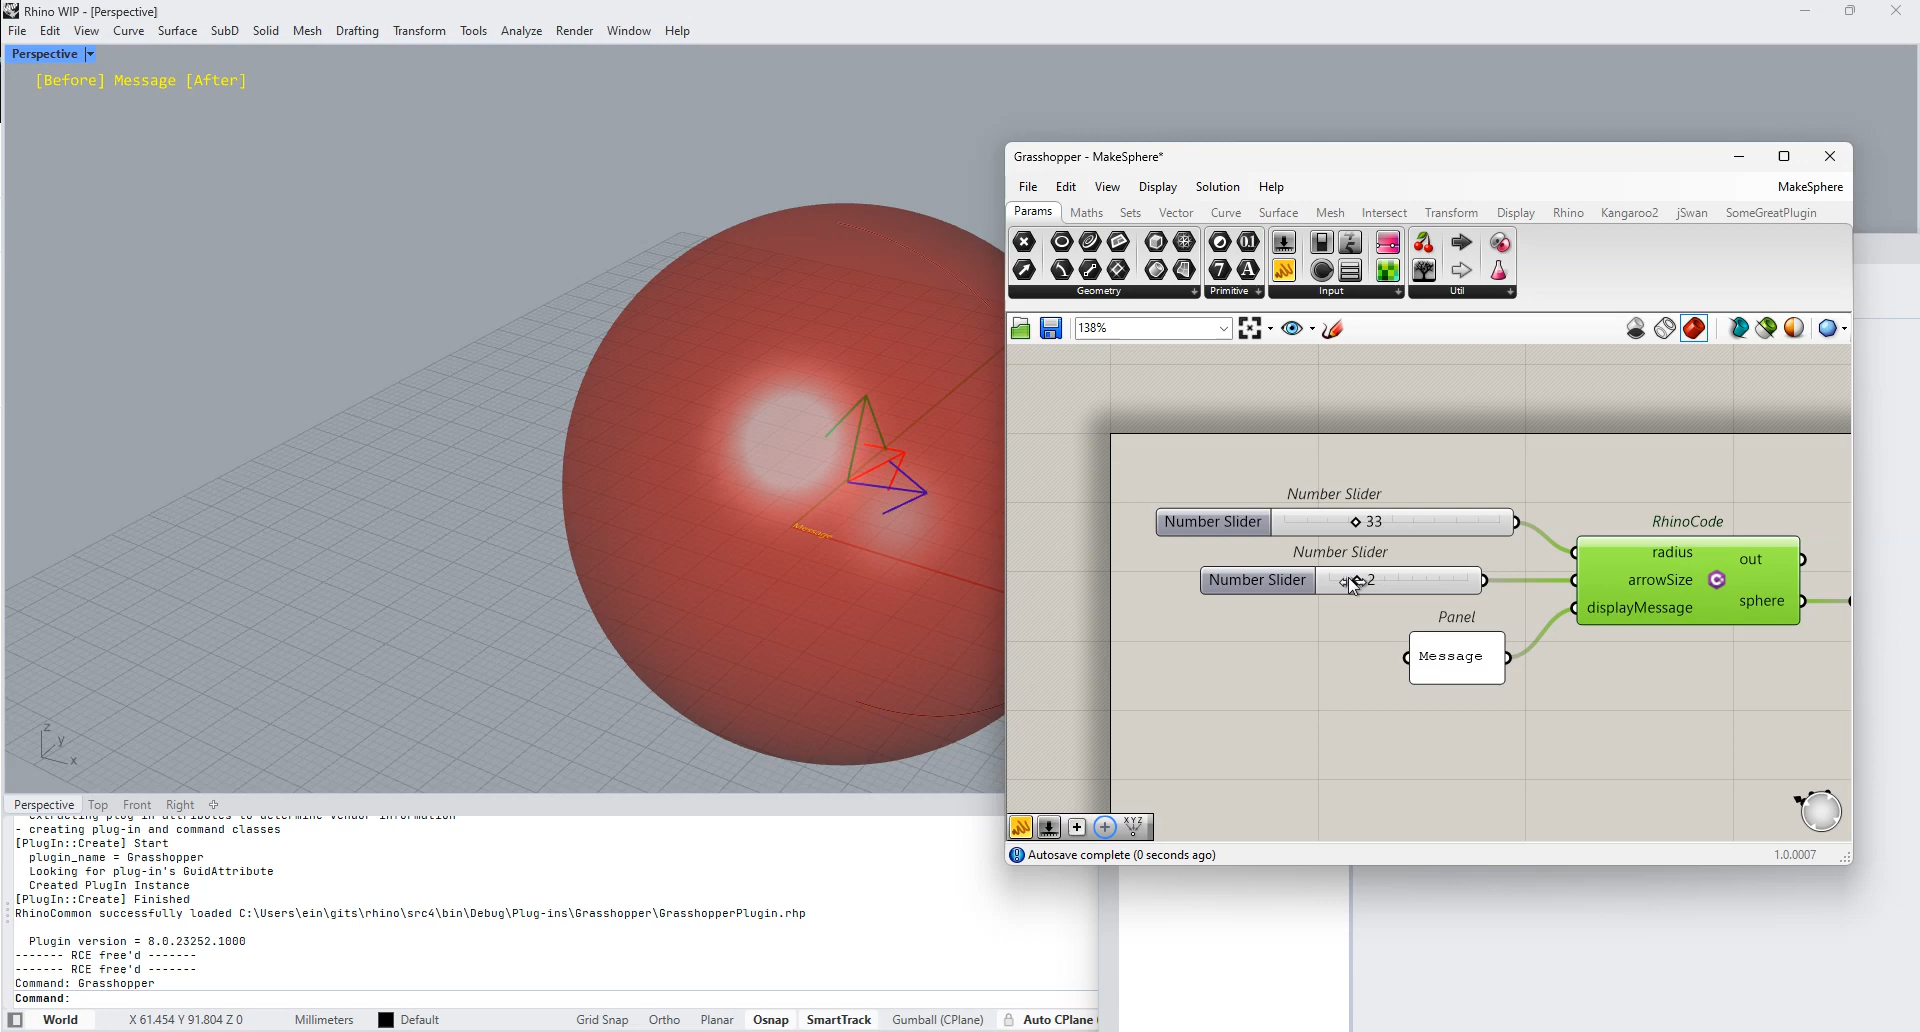 Rhino WIP - [Perspective]
File Edit View Curve Surface SubD Solid Mesh Drafting Transform Tools Analyze Render Window Help
Perspective
[Before] Message [After]
Message
z
y
x
Grasshopper - MakeSphere*
File Edit View Display Solution Help MakeSphere
Params Maths Sets Vector Curve Surface Mesh Intersect Transform Display Rhino Kangaroo2 jSwan SomeGreatPlugin
Geometry Primitive Input Util
138%
Number Slider
Number Slider 33
Number Slider
Number Slider 2
Panel
Message
RhinoCode
radius out
arrowSize
displayMessage sphere
XYZ
Autosave complete (0 seconds ago) 1.0.0007
Perspective Top Front Right
- creating plug-in and command classes
[PlugIn::Create] Start
plugin_name = Grasshopper
Looking for plug-in's GuidAttribute
Created PlugIn Instance
[PlugIn::Create] Finished
RhinoCommon successfully loaded C:\Users\ein\gits\rhino\src4\bin\Debug\Plug-ins\Grasshopper\GrasshopperPlugin.rhp
Plugin version = 8.0.23252.1000
------- RCE free'd -------
------- RCE free'd -------
Command: Grasshopper
Command:
World X 61.454 Y 91.804 Z 0 Millimeters Default Grid Snap Ortho Planar Osnap SmartTrack Gumball (CPlane) Auto CPlane